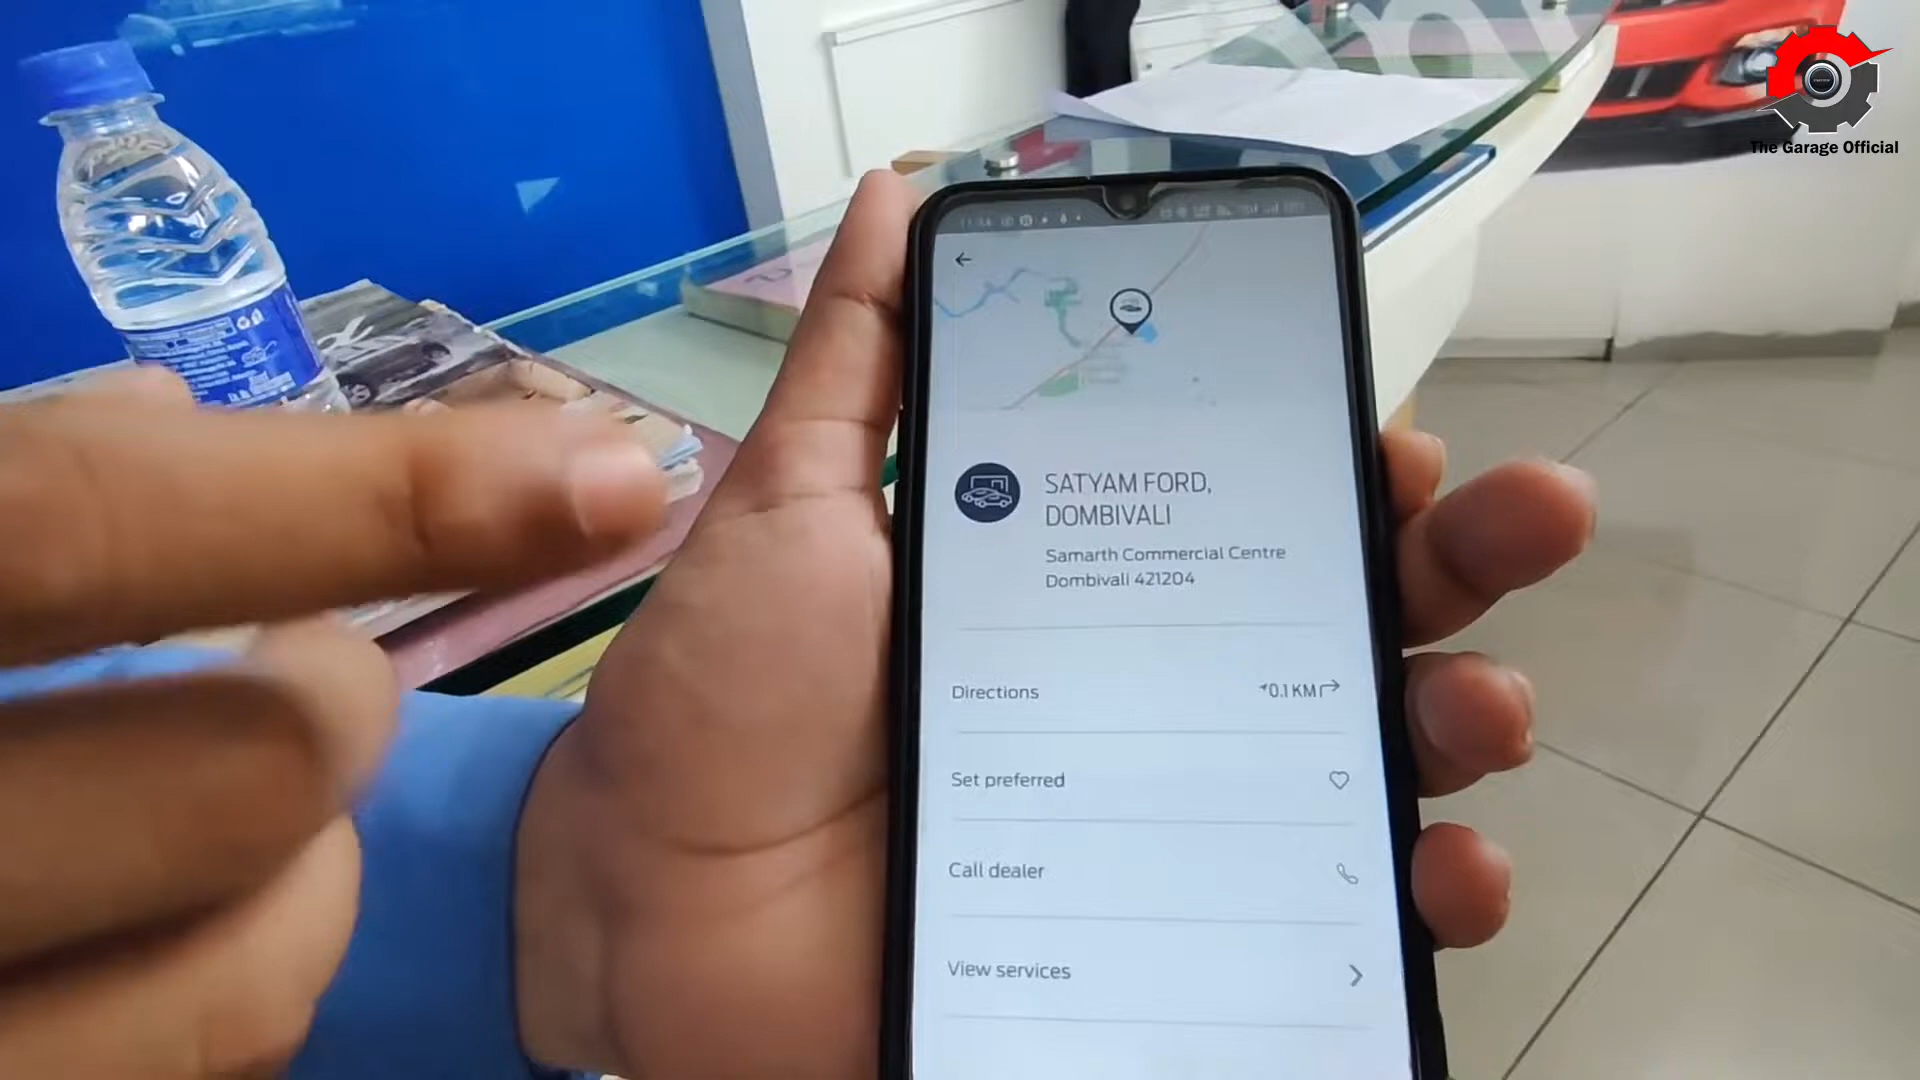 The Garage Official
SATYAM FORD,
DOMBIVALI
Samarth Commercial Centre
Dombivali 421204
Directions
0.1 KM
Set preferred
Call dealer
View services